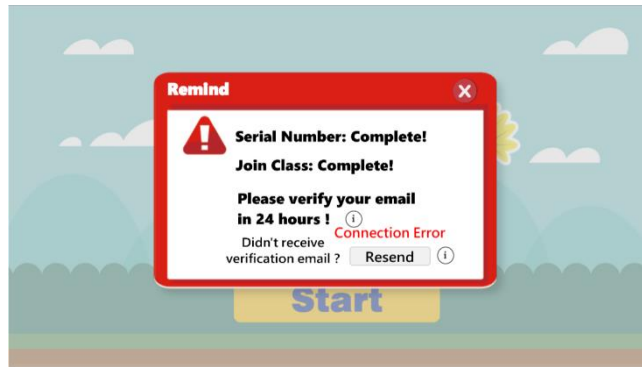 Remind
Serial Number: Complete!
Join Class: Complete!
Please verify your email
in 24 hours !
Connection Error
Didn't receive
verification email ?
Resend
Start